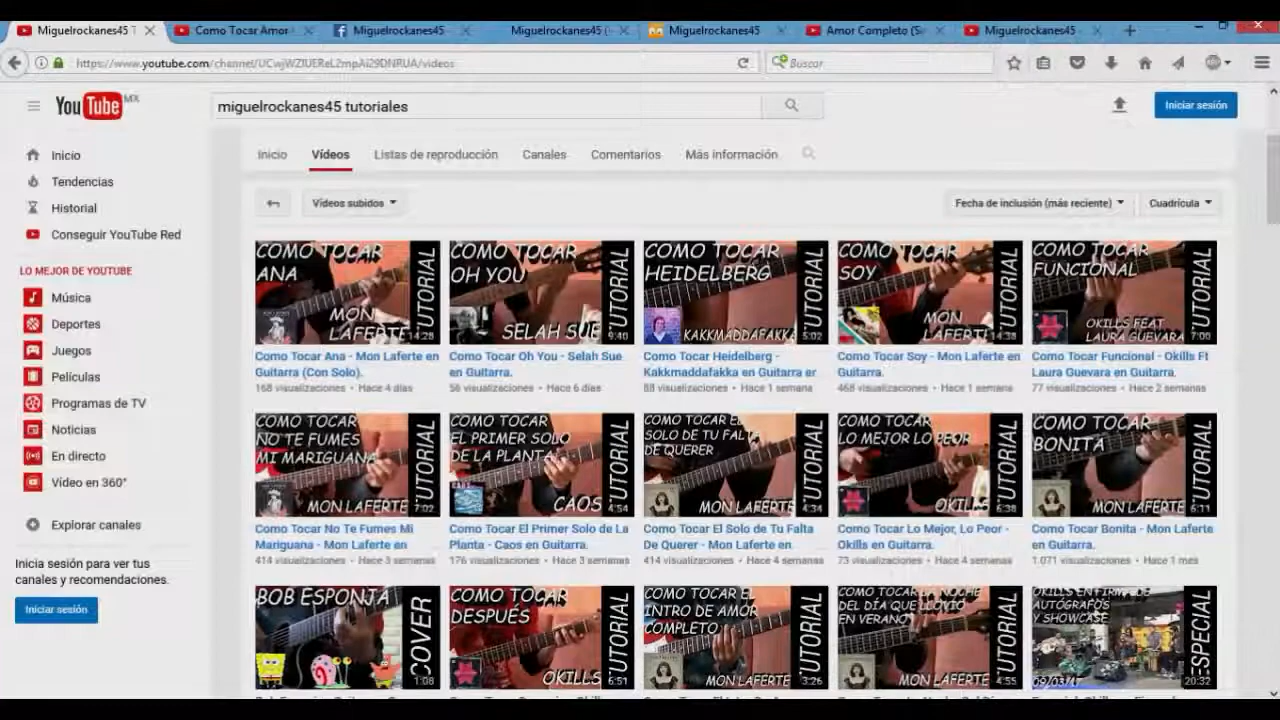 Miguelrockanes45 T
Como Tocar Amor
Miguelrockanes45
Miguelrockanes45 (
Miguelrockanes45
Amor Completo (S
Miguelrockanes45
https://www.youtube.com/channel/UCwjWZIUEReL2mpAi29DNRUA/videos
Buscar
YouTube MX
miguelrockanes45 tutoriales
Iniciar sesión
Inicio
Tendencias
Historial
Conseguir YouTube Red
LO MEJOR DE YOUTUBE
Música
Deportes
Juegos
Películas
Programas de TV
Noticias
En directo
Vídeo en 360°
Explorar canales
Inicia sesión para ver tus
canales y recomendaciones.
Iniciar sesión
Inicio
Vídeos
Listas de reproducción
Canales
Comentarios
Más información
Vídeos subidos
Fecha de inclusión (más reciente)
Cuadrícula
COMO TOCAR
ANA
MON
LAFERTE
TUTORIAL
14:28
Como Tocar Ana - Mon Laferte en
Guitarra (Con Solo).
168 visualizaciones • Hace 4 días
COMO TOCAR
OH YOU
SELAH SUE
TUTORIAL
9:40
Como Tocar Oh You - Selah Sue
en Guitarra.
56 visualizaciones • Hace 6 días
COMO TOCAR
HEIDELBERG
KAKKMADDAFAKKA
TUTORIAL
5:02
Como Tocar Heidelberg -
Kakkmaddafakka en Guitarra er
88 visualizaciones • Hace 1 semana
COMO TOCAR
SOY
MON
LAFERTE
TUTORIAL
14:38
Como Tocar Soy - Mon Laferte en
Guitarra.
468 visualizaciones • Hace 1 semana
COMO TOCAR
FUNCIONAL
OKILLS FEAT.
LAURA GUEVARA
TUTORIAL
7:00
Como Tocar Funcional - Okills Ft
Laura Guevara en Guitarra.
77 visualizaciones • Hace 2 semanas
COMO TOCAR
NO TE FUMES
MI MARIGUANA
MON LAFERTE
TUTORIAL
7:02
Como Tocar No Te Fumes Mi
Mariguana - Mon Laferte en
414 visualizaciones • Hace 3 semanas
COMO TOCAR
EL PRIMER SOLO
DE LA PLANTA
CAOS
TUTORIAL
4:54
Como Tocar El Primer Solo de La
Planta - Caos en Guitarra.
176 visualizaciones • Hace 3 semanas
COMO TOCAR EL
SOLO DE TU FALTA
DE QUERER
MON LAFERTE
TUTORIAL
4:34
Como Tocar El Solo de Tu Falta
De Querer - Mon Laferte en
414 visualizaciones • Hace 4 semanas
COMO TOCAR
LO MEJOR LO PEOR
OKILLS
TUTORIAL
6:38
Como Tocar Lo Mejor, Lo Peor -
Okills en Guitarra.
73 visualizaciones • Hace 4 semanas
COMO TOCAR
BONITA
MON LAFERTE
TUTORIAL
6:11
Como Tocar Bonita - Mon Laferte
en Guitarra.
1.071 visualizaciones • Hace 1 mes
BOB ESPONJA
COVER
1:08
COMO TOCAR
DESPUÉS
OKILLS
TUTORIAL
6:51
COMO TOCAR EL
INTRO DE AMOR
COMPLETO
MON LAFERTE
TUTORIAL
3:26
COMO TOCAR LA NOCHE
DEL DÍA QUE LLOVIÓ
EN VERANO
MON LAFERTE
TUTORIAL
4:55
OKILLS EN FIRMA DE
AUTÓGRAFOS
Y SHOWCASE
09/03/17
ESPECIAL
20:32